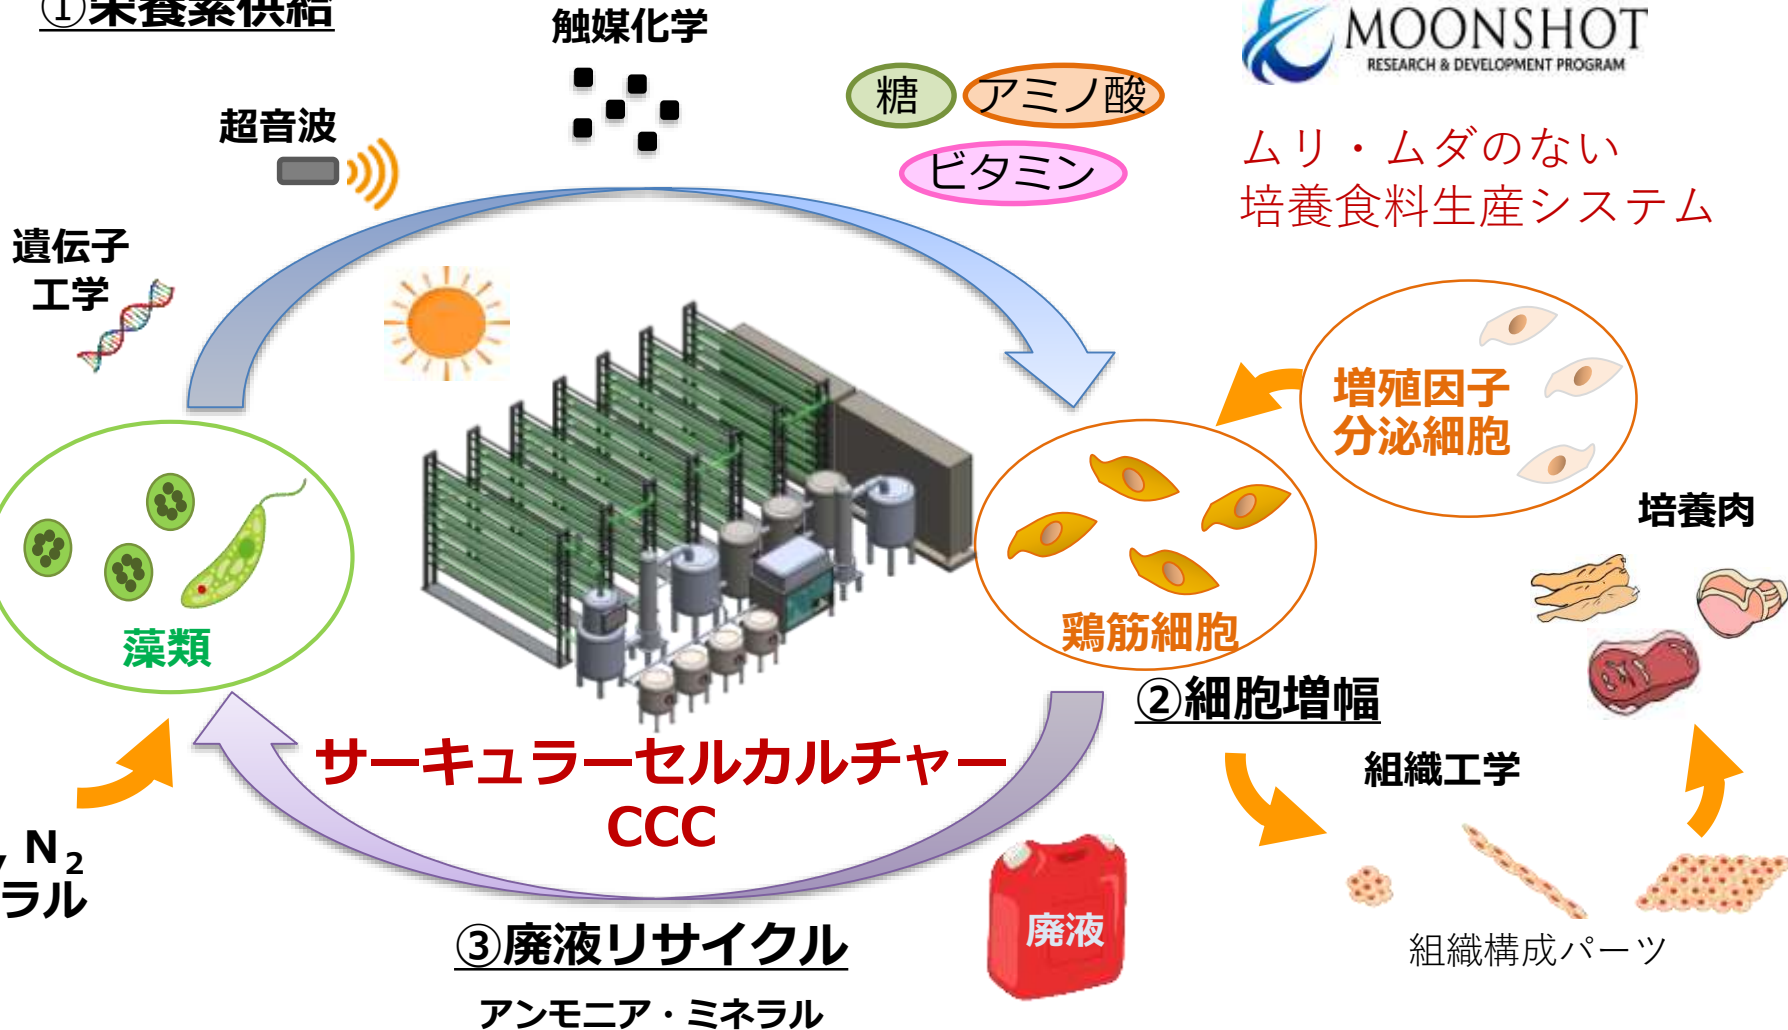 ①栄養素供給
触媒化学
MOONSHOT
RESEARCH & DEVELOPMENT PROGRAM
超音波
糖
アミノ酸
ビタミン
ムリ・ムダのない
培養食料生産システム
遺伝子
工学
増殖因子
分泌細胞
培養肉
藻類
鶏筋細胞
②細胞増幅
サーキュラーセルカルチャー
CCC
組織工学
, N₂
ラル
廃液
③廃液リサイクル
組織構成パーツ
アンモニア・ミネラル